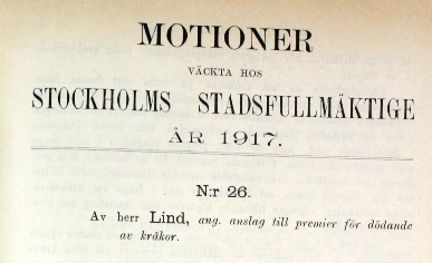 MOTIONER
VÄCKTA HOS
STOCKHOLMS STADSFULLMÄKTIGE
ÅR 1917.
N:r 26.
Av herr Lind, ang. anslag till premier för dödande
av kråkor.